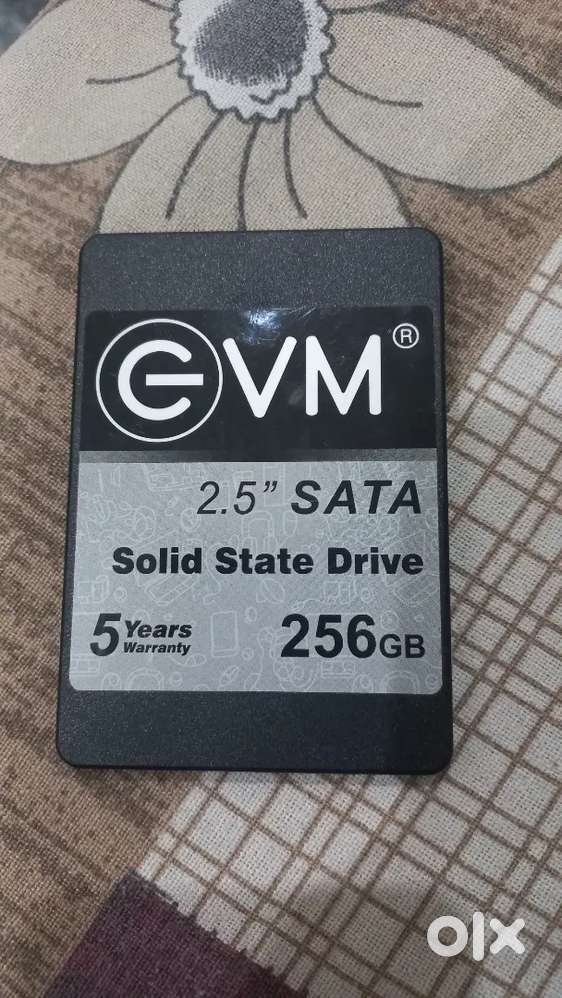 EVM®
2.5” SATA
Solid State Drive
5 Years Warranty 256GB
olx